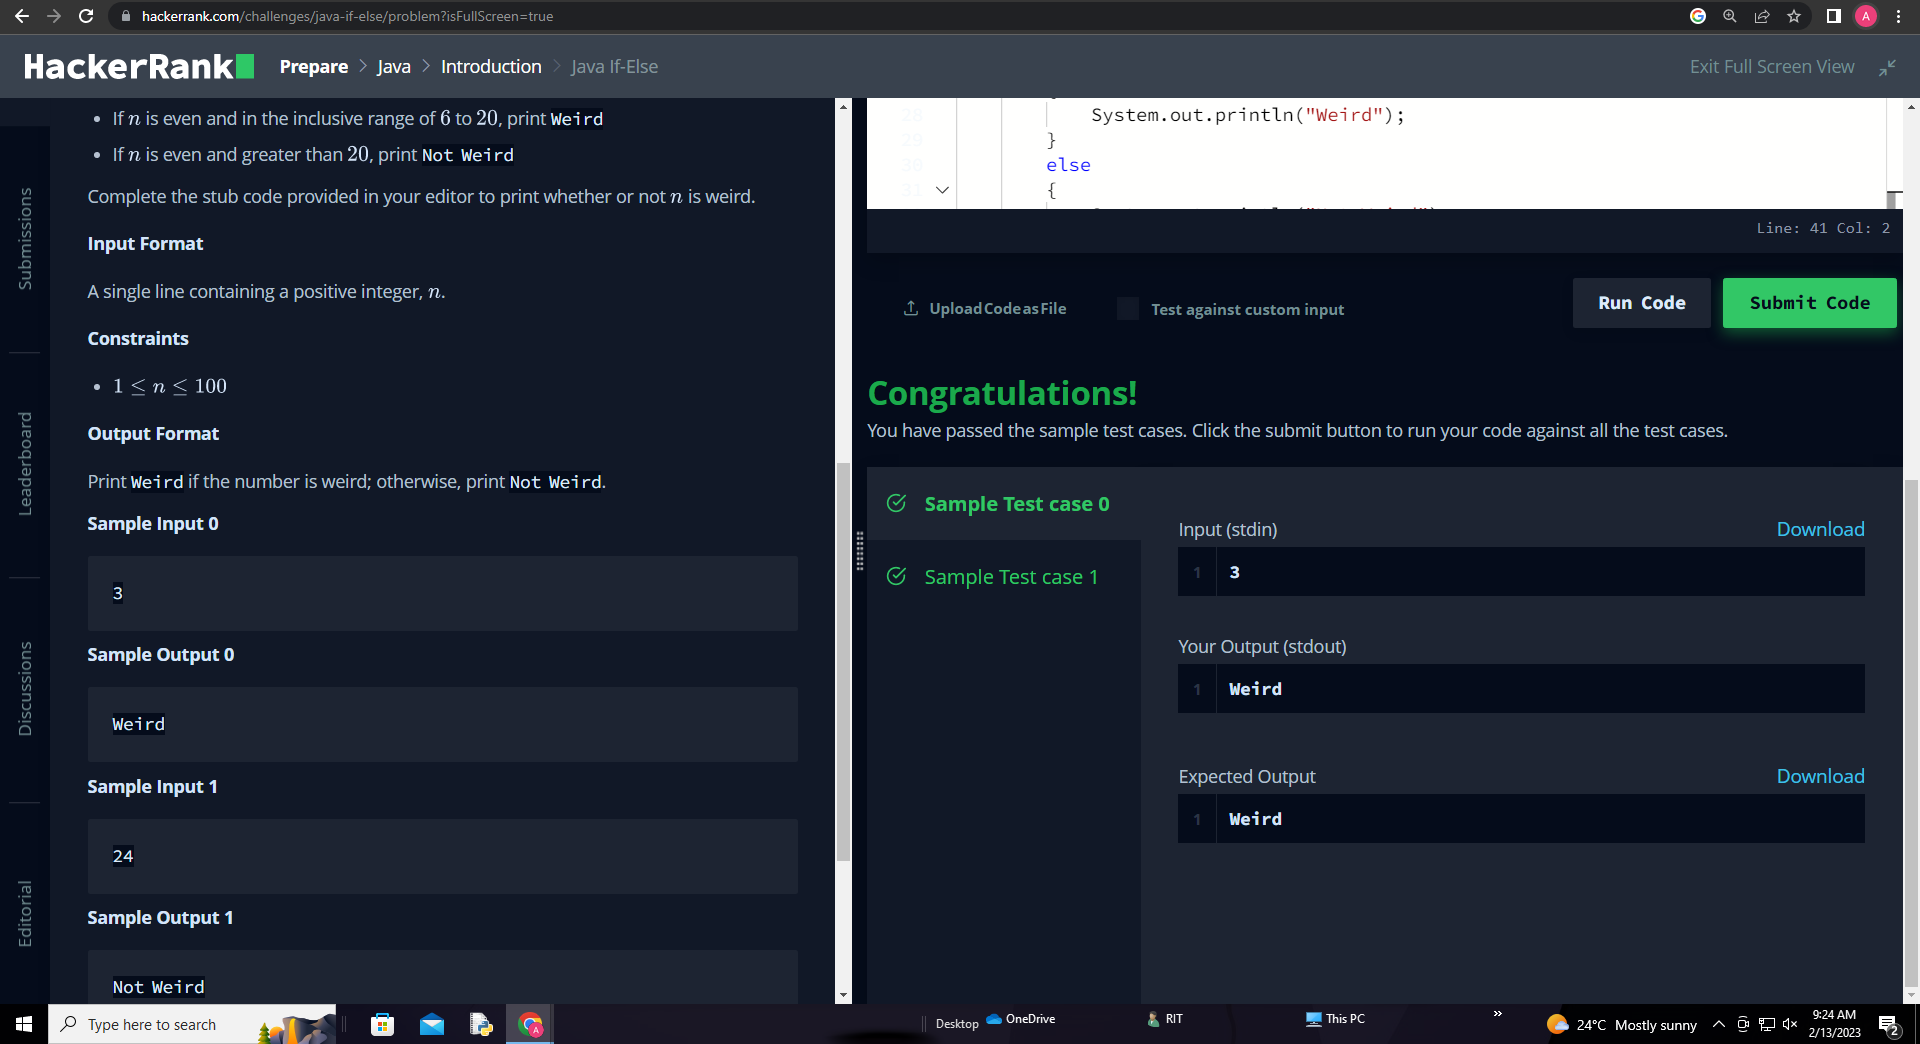 hackerrank.com/challenges/java-if-else/problem?isFullScreen=true
A
HackerRank
Prepare > Java > Introduction > Java If-Else
Exit Full Screen View
Submissions
Leaderboard
Discussions
Editorial
• If n is even and in the inclusive range of 6 to 20, print Weird
• If n is even and greater than 20, print Not Weird
Complete the stub code provided in your editor to print whether or not n is weird.
Input Format
A single line containing a positive integer, n.
Constraints
• 1 ≤ n ≤ 100
Output Format
Print Weird if the number is weird; otherwise, print Not Weird.
Sample Input 0
3
Sample Output 0
Weird
Sample Input 1
24
Sample Output 1
Not Weird
28 System.out.println("Weird");
29 }
30 else
31 {
Line: 41 Col: 2
Upload Code as File
Test against custom input
Run Code
Submit Code
Congratulations!
You have passed the sample test cases. Click the submit button to run your code against all the test cases.
Sample Test case 0
Sample Test case 1
Input (stdin)
Download
1 3
Your Output (stdout)
1 Weird
Expected Output
Download
1 Weird
Type here to search
A
Desktop
OneDrive
RIT
This PC
»
24°C Mostly sunny
9:24 AM
2/13/2023
2